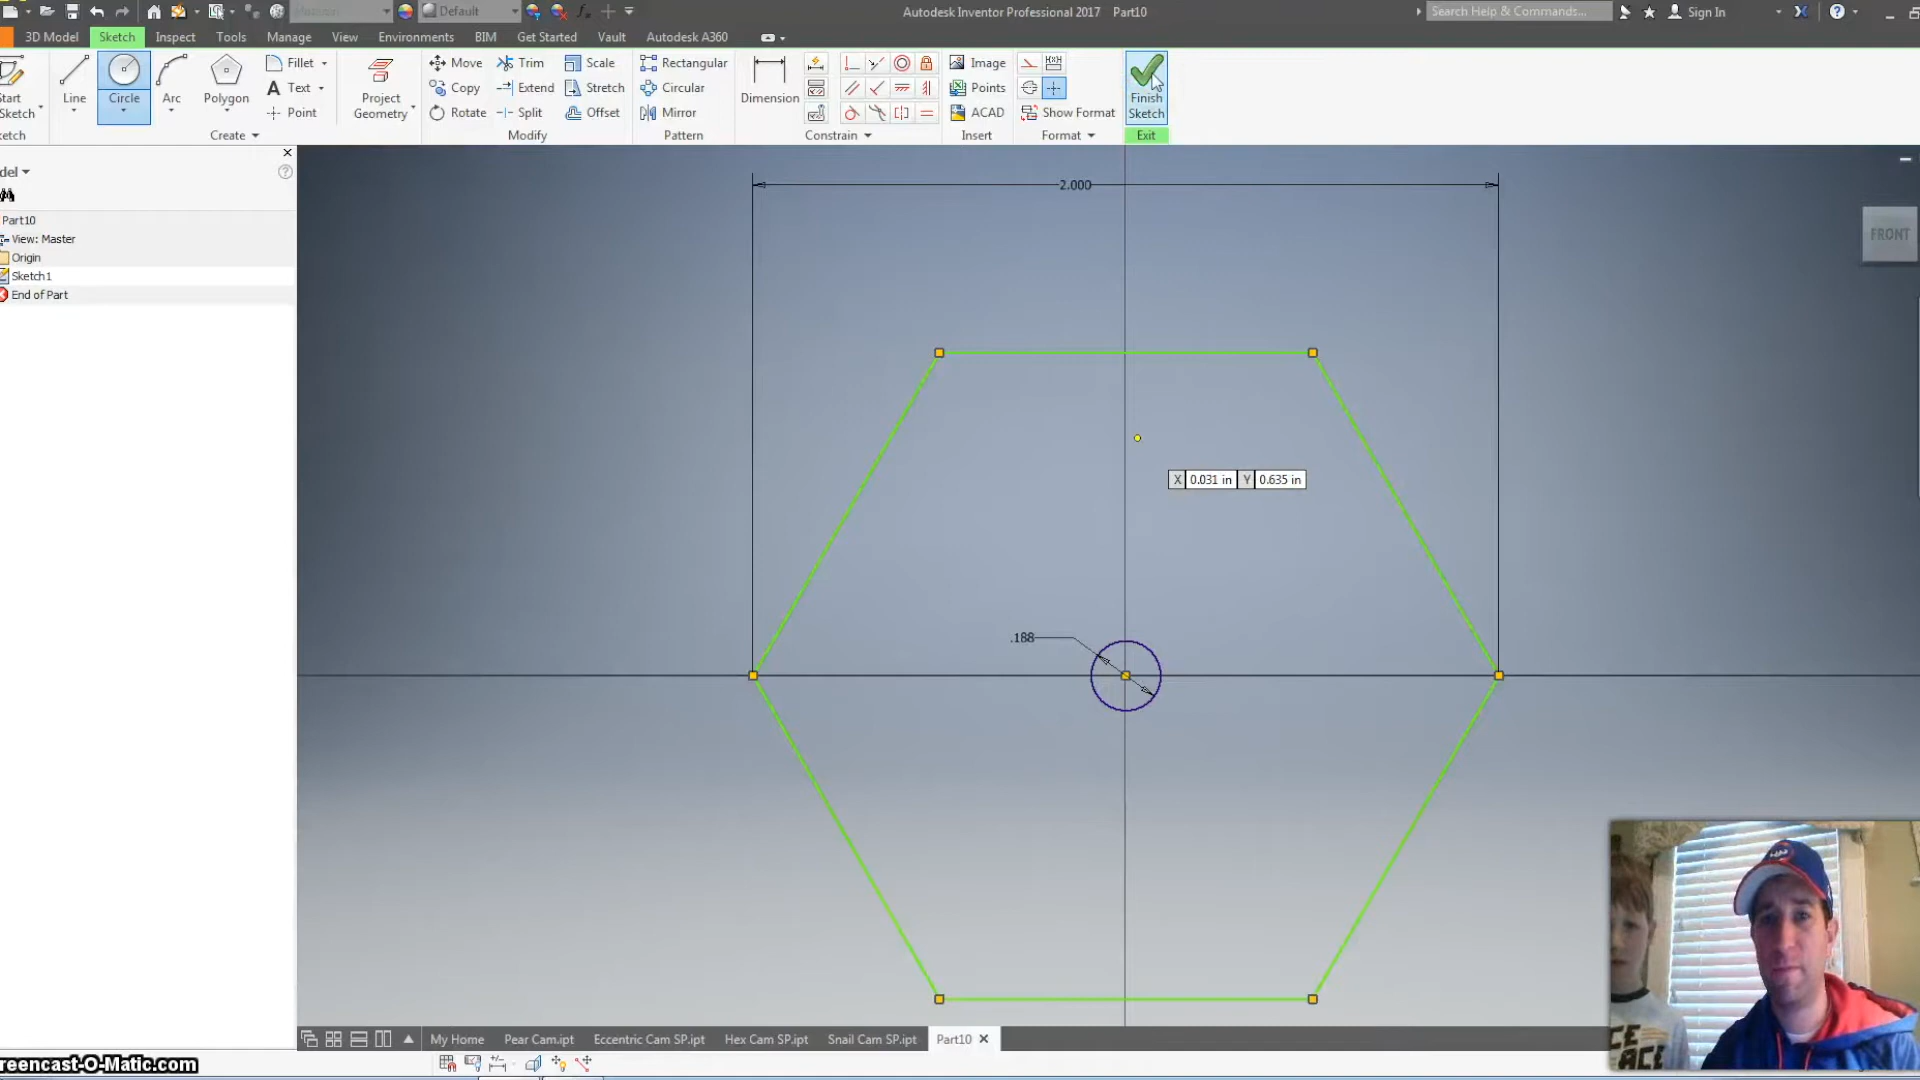 Default
Autodesk Inventor Professional 2017 Part10
Search Help & Commands...
Sign In
3D Model Sketch Inspect Tools Manage View Environments BIM Get Started Vault Autodesk A360
Start Sketch
Line
Circle
Arc
Polygon
Fillet
Text
Point
Project Geometry
Move
Copy
Rotate
Trim
Extend
Split
Scale
Stretch
Offset
Rectangular
Circular
Mirror
Dimension
Image
Points
ACAD
Show Format
Finish Sketch
etch Create Modify Pattern Constrain Insert Format Exit
del
Part10
View: Master
Origin
Sketch1
End of Part
2.000
FRONT
X 0.031 in Y 0.635 in
.188
My Home Pear Cam.ipt Eccentric Cam SP.ipt Hex Cam SP.ipt Snail Cam SP.ipt Part10
reencast-O-Matic.com